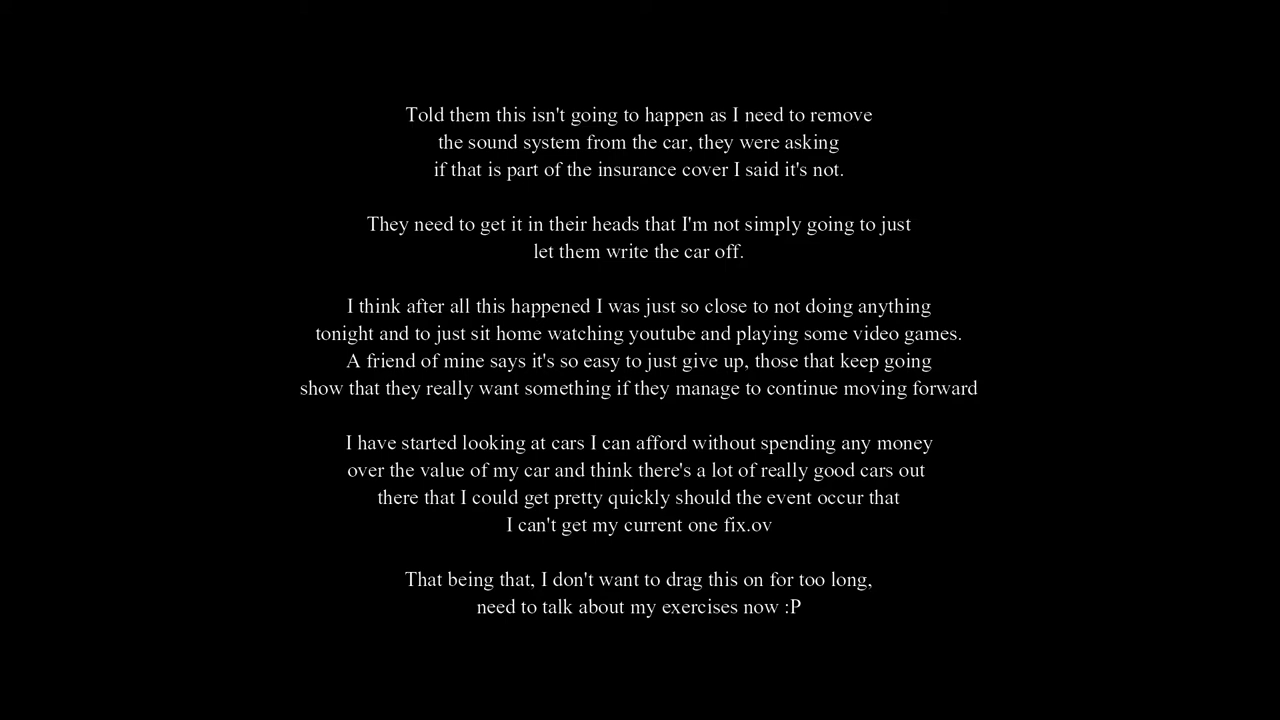 Told them this isn't going to happen as I need to remove
the sound system from the car, they were asking
if that is part of the insurance cover I said it's not.
They need to get it in their heads that I'm not simply going to just
let them write the car off.
I think after all this happened I was just so close to not doing anything
tonight and to just sit home watching youtube and playing some video games.
A friend of mine says it's so easy to just give up, those that keep going
show that they really want something if they manage to continue moving forward
I have started looking at cars I can afford without spending any money
over the value of my car and think there's a lot of really good cars out
there that I could get pretty quickly should the event occur that
I can't get my current one fix.ov
That being that, I don't want to drag this on for too long,
need to talk about my exercises now :P